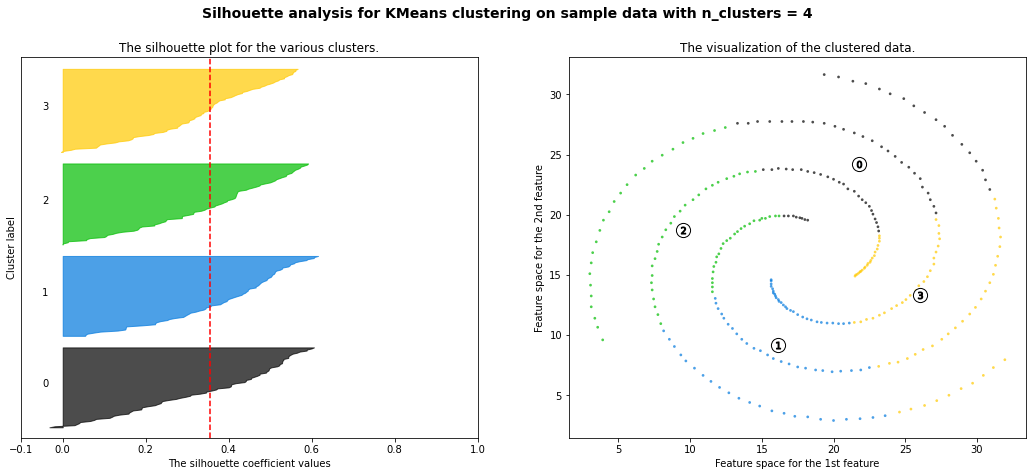 Silhouette analysis for KMeans clustering on sample data with n_clusters = 4
The silhouette plot for the various clusters.
Cluster label
3
2
1
0
−0.1 0.0 0.2 0.4 0.6 0.8 1.0
The silhouette coefficient values
The visualization of the clustered data.
Feature space for the 2nd feature
30
25
20
15
10
5
0
2
3
1
5 10 15 20 25 30
Feature space for the 1st feature